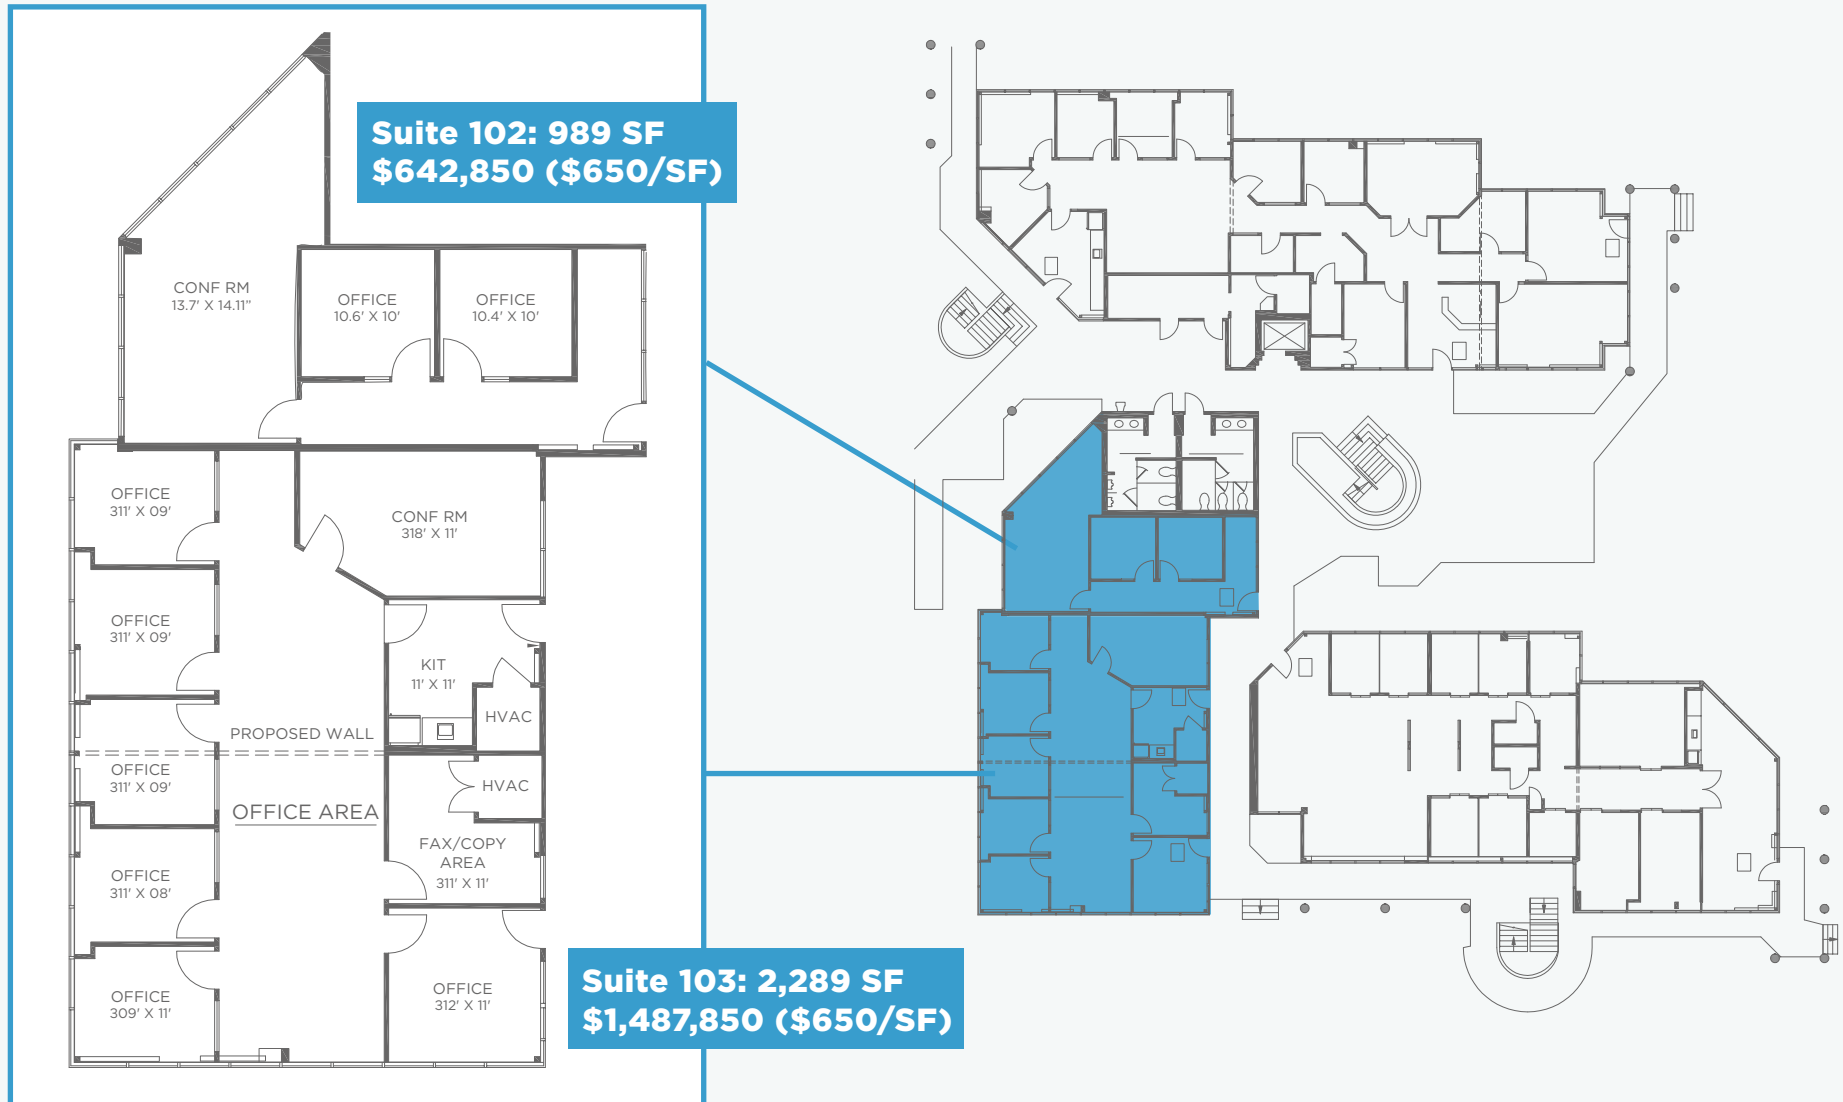 Suite 102: 989 SF
$642,850 ($650/SF)
CONF RM
13.7' X 14.11"
OFFICE
10.6' X 10'
OFFICE
10.4' X 10'
OFFICE
311' X 09'
CONF RM
318' X 11'
OFFICE
311' X 09'
KIT
11' X 11'
HVAC
PROPOSED WALL
OFFICE
311' X 09'
HVAC
OFFICE AREA
FAX/COPY
AREA
311' X 11'
OFFICE
311' X 08'
OFFICE
309' X 11'
OFFICE
312' X 11'
Suite 103: 2,289 SF
$1,487,850 ($650/SF)